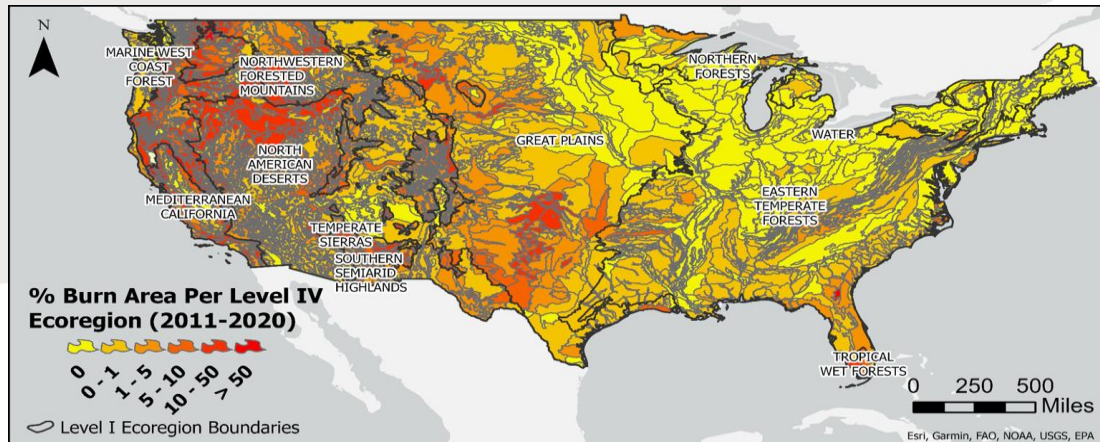 N
MARINE WEST
COAST
FOREST
NORTHWESTERN
FORESTED
MOUNTAINS
NORTHERN
FORESTS
GREAT PLAINS
WATER
NORTH
AMERICAN
DESERTS
MEDITERRANEAN
CALIFORNIA
EASTERN
TEMPERATE
FORESTS
TEMPERATE
SIERRAS
SOUTHERN
SEMIARID
HIGHLANDS
TROPICAL
WET FORESTS
% Burn Area Per Level IV
Ecoregion (2011-2020)
0
0 - 1
1 - 5
5 - 10
10 - 50
> 50
Level I Ecoregion Boundaries
0 250 500
Miles
Esri, Garmin, FAO, NOAA, USGS, EPA